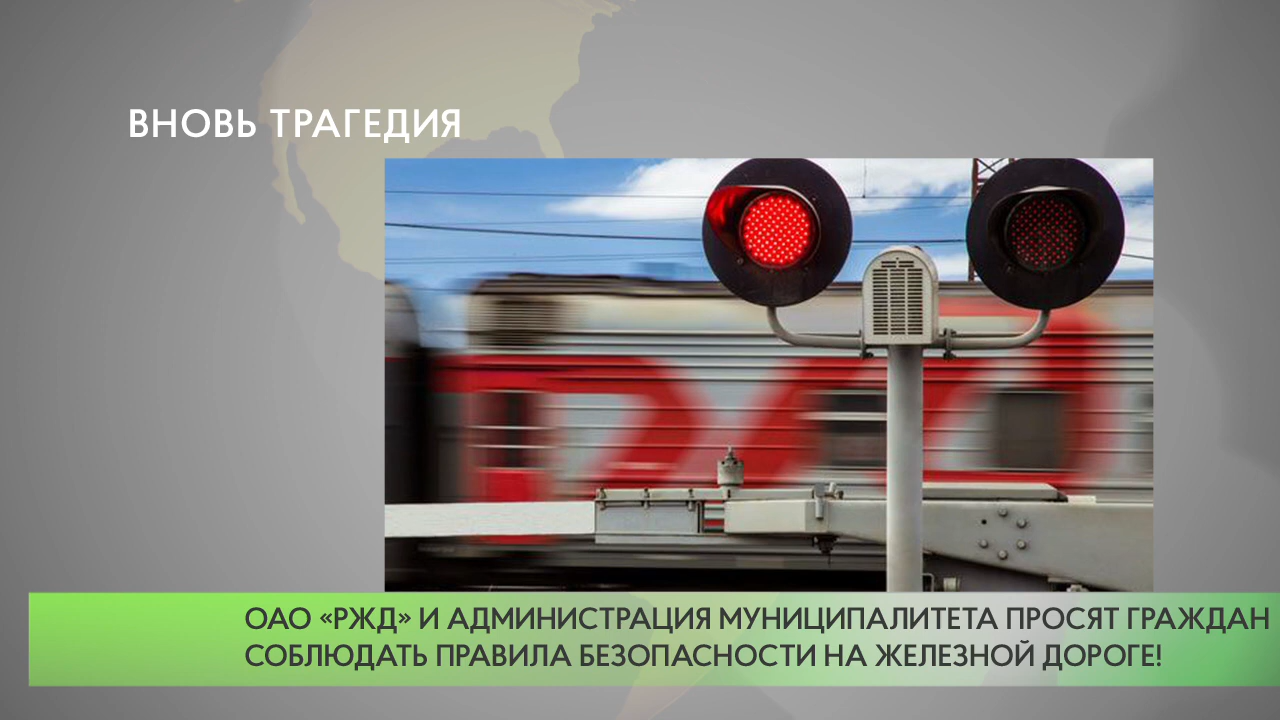 ВНОВЬ ТРАГЕДИЯ
ОАО «РЖД» И АДМИНИСТРАЦИЯ МУНИЦИПАЛИТЕТА ПРОСЯТ ГРАЖДАН
СОБЛЮДАТЬ ПРАВИЛА БЕЗОПАСНОСТИ НА ЖЕЛЕЗНОЙ ДОРОГЕ!